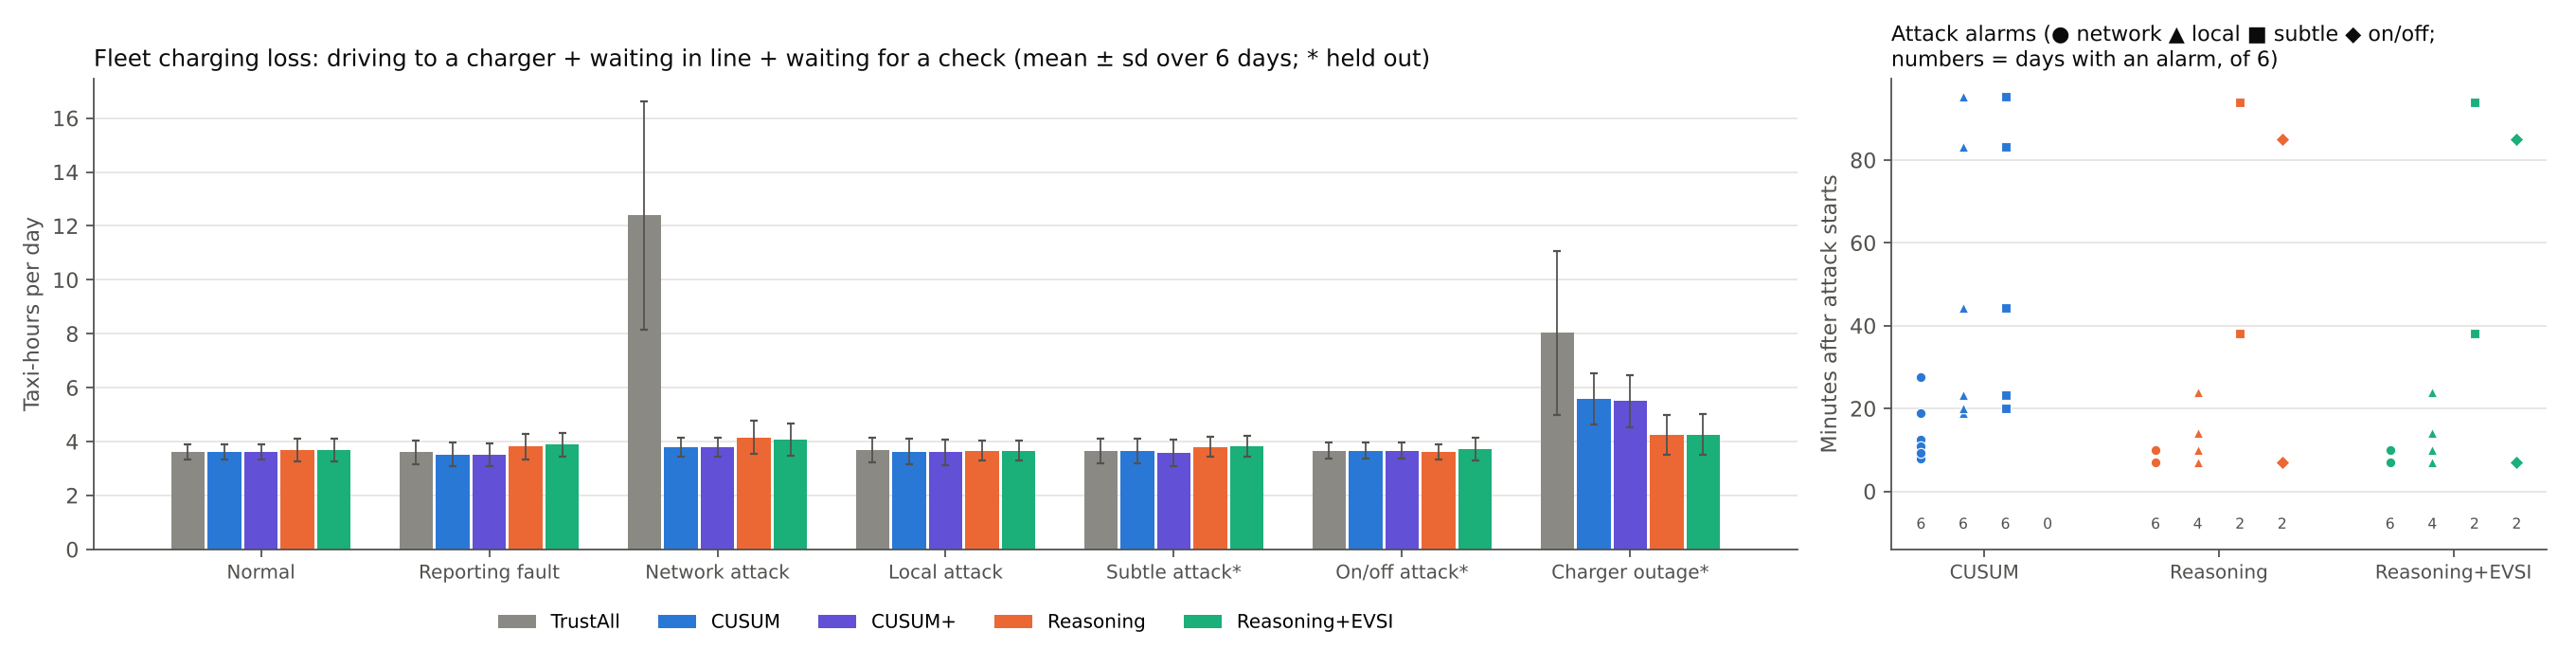 Fleet charging loss: driving to a charger + waiting in line + waiting for a check (mean ± sd over 6 days; * held out)
Taxi-hours per day
16
14
12
10
8
6
4
2
0
Normal
Reporting fault
Network attack
Local attack
Subtle attack*
On/off attack*
Charger outage*
TrustAll
CUSUM
CUSUM+
Reasoning
Reasoning+EVSI
Attack alarms (● network ▲ local ■ subtle ◆ on/off;
numbers = days with an alarm, of 6)
Minutes after attack starts
80
60
40
20
0
6 6 6 0 6 4 2 2 6 4 2 2
CUSUM
Reasoning
Reasoning+EVSI